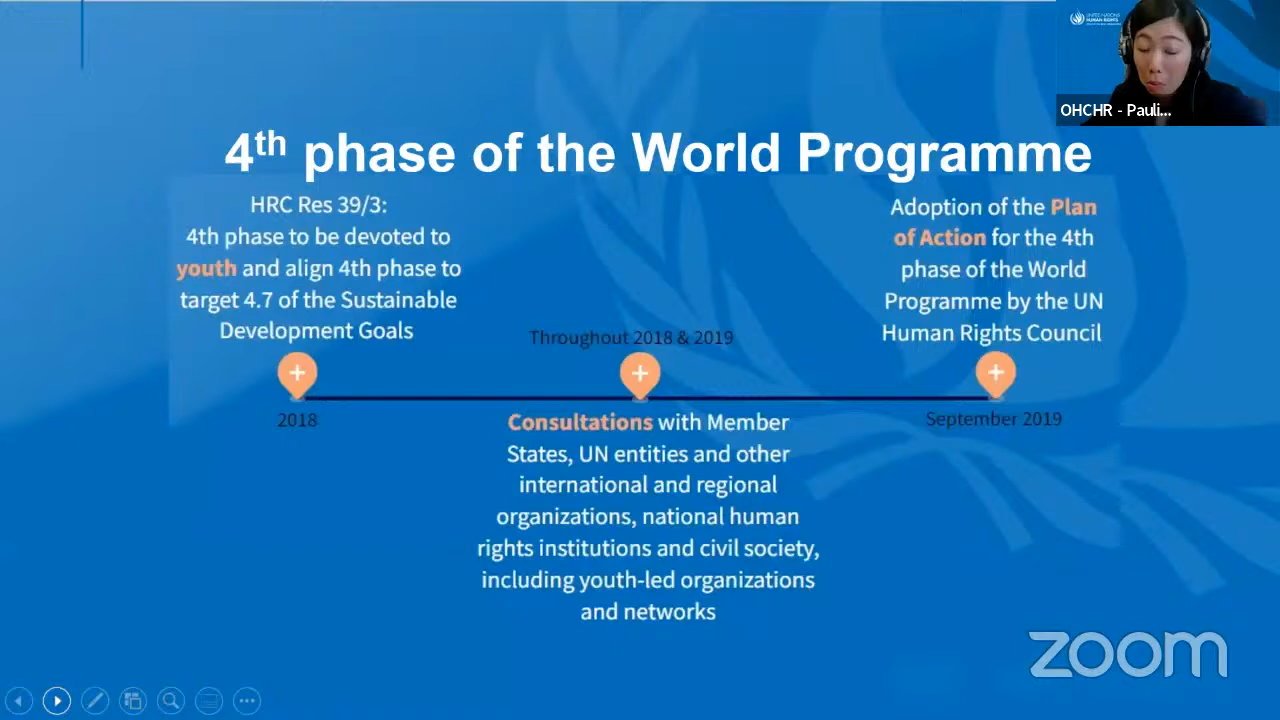 UNITED NATIONS
HUMAN RIGHTS
OHCHR - Pauli...
4th phase of the World Programme
HRC Res 39/3:
4th phase to be devoted to
youth and align 4th phase to
target 4.7 of the Sustainable
Development Goals
2018
Throughout 2018 & 2019
Consultations with Member
States, UN entities and other
international and regional
organizations, national human
rights institutions and civil society,
including youth-led organizations
and networks
Adoption of the Plan
of Action for the 4th
phase of the World
Programme by the UN
Human Rights Council
September 2019
zoom